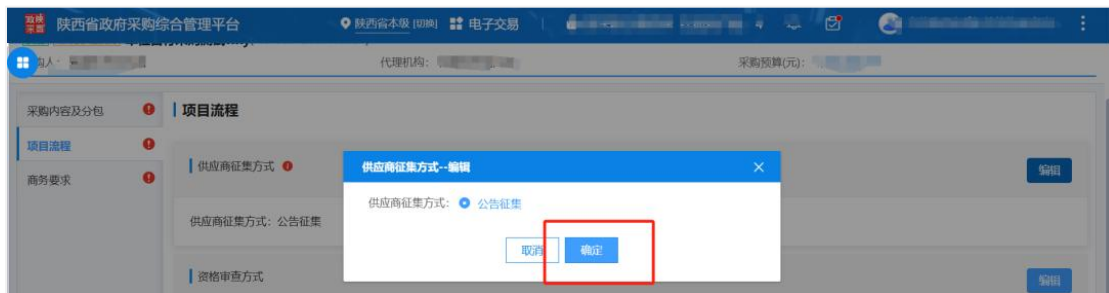 陕西省政府采购综合管理平台
陕西省本级 [切换] 电子交易
购人:
代理机构:
采购预算(元):
采购内容及分包
项目流程
商务要求
项目流程
供应商征集方式
编辑
供应商征集方式--编辑
供应商征集方式: 公告征集
取消 确定
供应商征集方式: 公告征集
资格审查方式
编辑